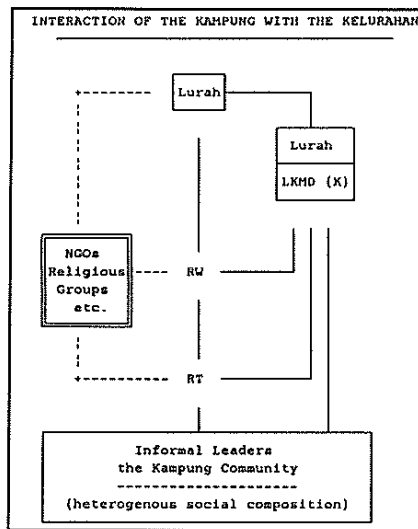 INTERACTION OF THE KAMPUNG WITH THE KELURAHAN
Lurah
Lurah
LKMD (K)
NGOs
Religious
Groups
etc.
RW
RT
Informal Leaders
the Kampung Community
(heterogenous social composition)